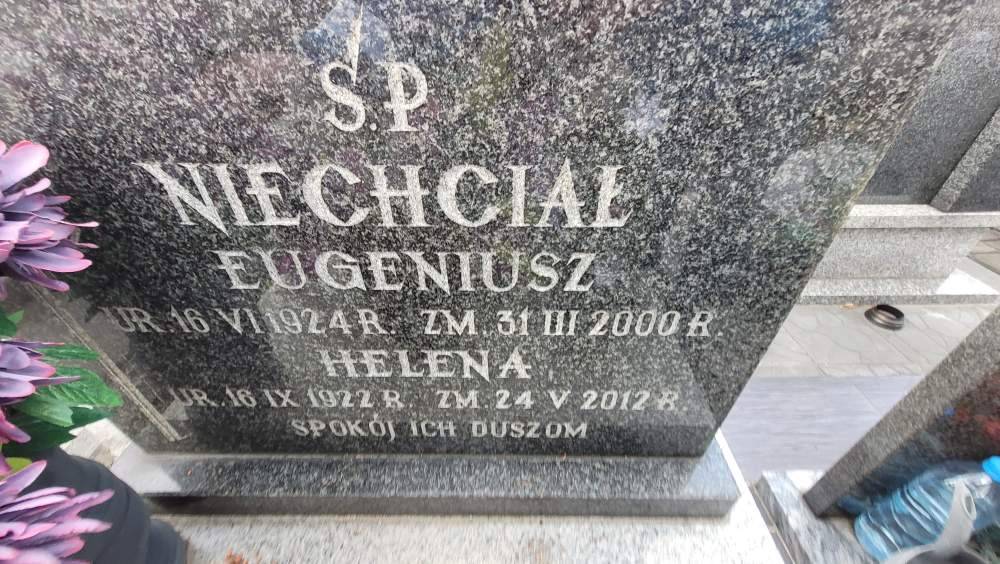 Ś.P.
NIECHCIAŁ
EUGENIUSZ
UR. 16 VI 1924 R. ZM. 31 III 2000 R.
HELENA
UR. 16 IX 1922 R. ZM. 24 V 2012 R.
SPOKÓJ ICH DUSZOM